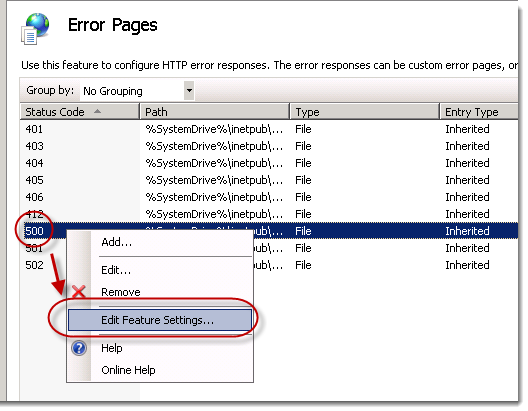 Error Pages
Use this feature to configure HTTP error responses. The error responses can be custom error pages, or
Group by: No Grouping
Status Code Path Type Entry Type
401 %SystemDrive%\inetpub\... File Inherited
403 %SystemDrive%\inetpub\... File Inherited
404 %SystemDrive%\inetpub\... File Inherited
405 %SystemDrive%\inetpub\... File Inherited
406 %SystemDrive%\inetpub\... File Inherited
412 %SystemDrive%\inetpub\... File Inherited
500 %SystemDrive%\inetpub\... File Inherited
501 File Inherited
502 File Inherited
Add...
Edit...
Remove
Edit Feature Settings...
Help
Online Help